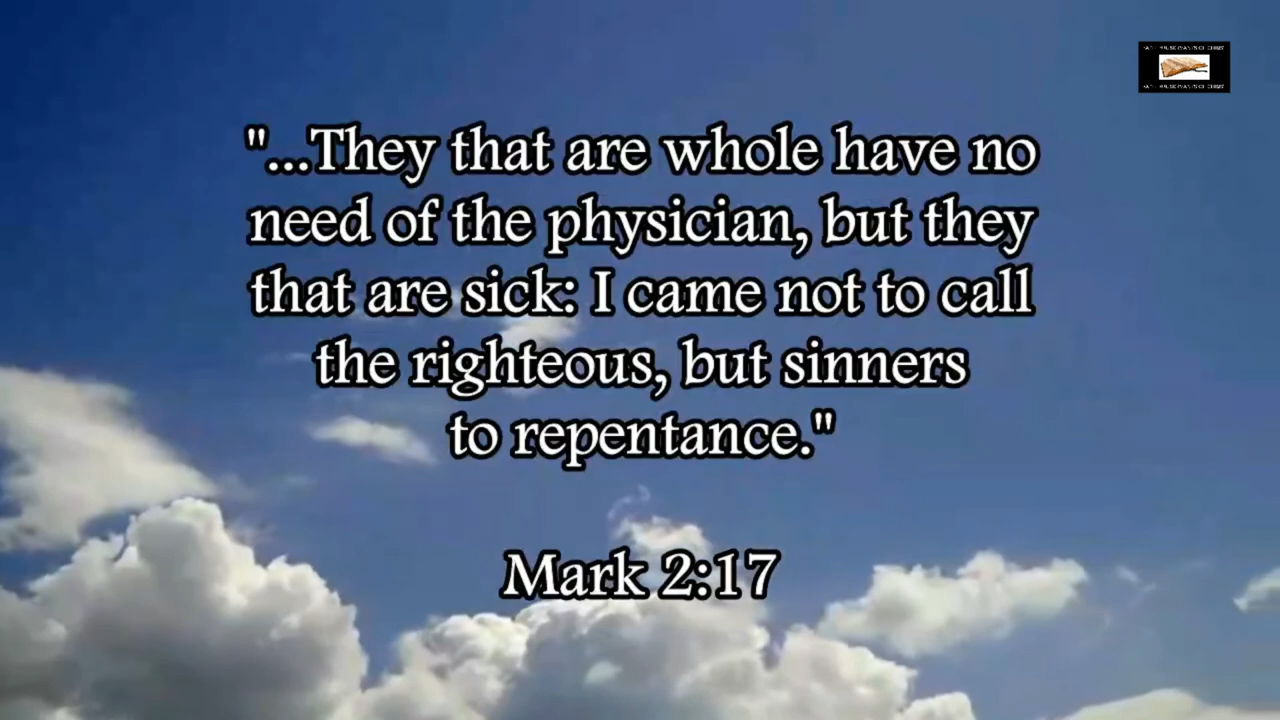 "...They that are whole have no
need of the physician, but they
that are sick: I came not to call
the righteous, but sinners
to repentance."
Mark 2:17